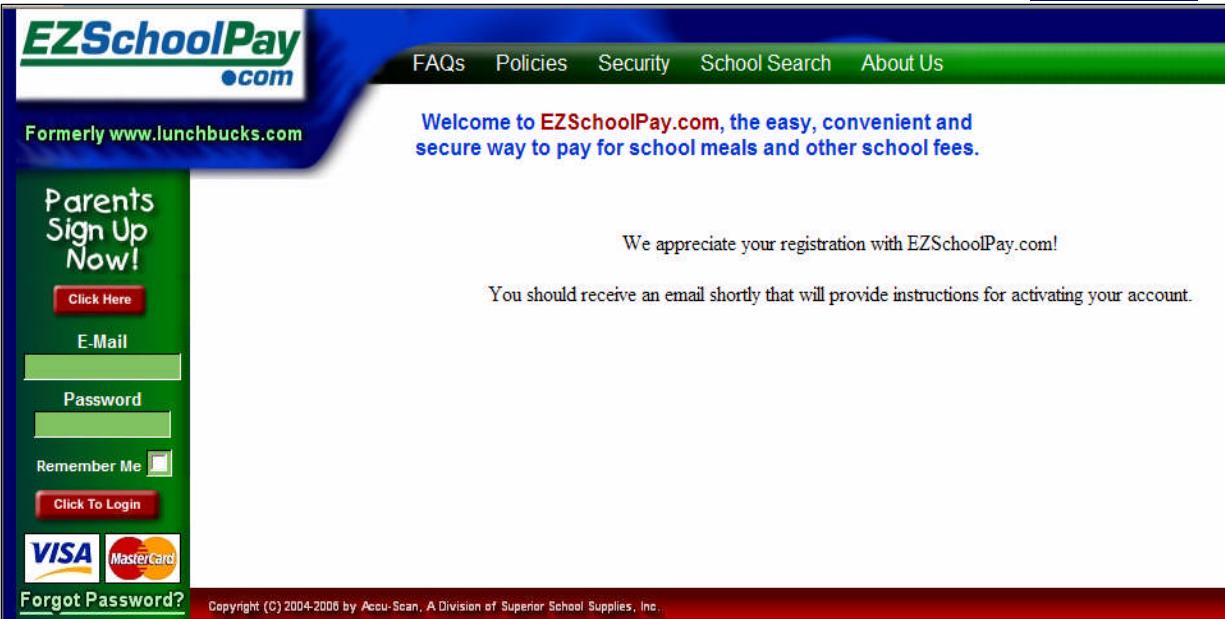 EZSchoolPay
.com
FAQs Policies Security School Search About Us
Formerly www.lunchbucks.com
Welcome to EZSchoolPay.com, the easy, convenient and
secure way to pay for school meals and other school fees.
Parents
Sign Up
Now!
Click Here
E-Mail
Password
Remember Me
Click To Login
VISA MasterCard
Forgot Password?
We appreciate your registration with EZSchoolPay.com!
You should receive an email shortly that will provide instructions for activating your account.
Copyright (C) 2004-2006 by Accu-Scan, A Division of Superior School Supplies, Inc.